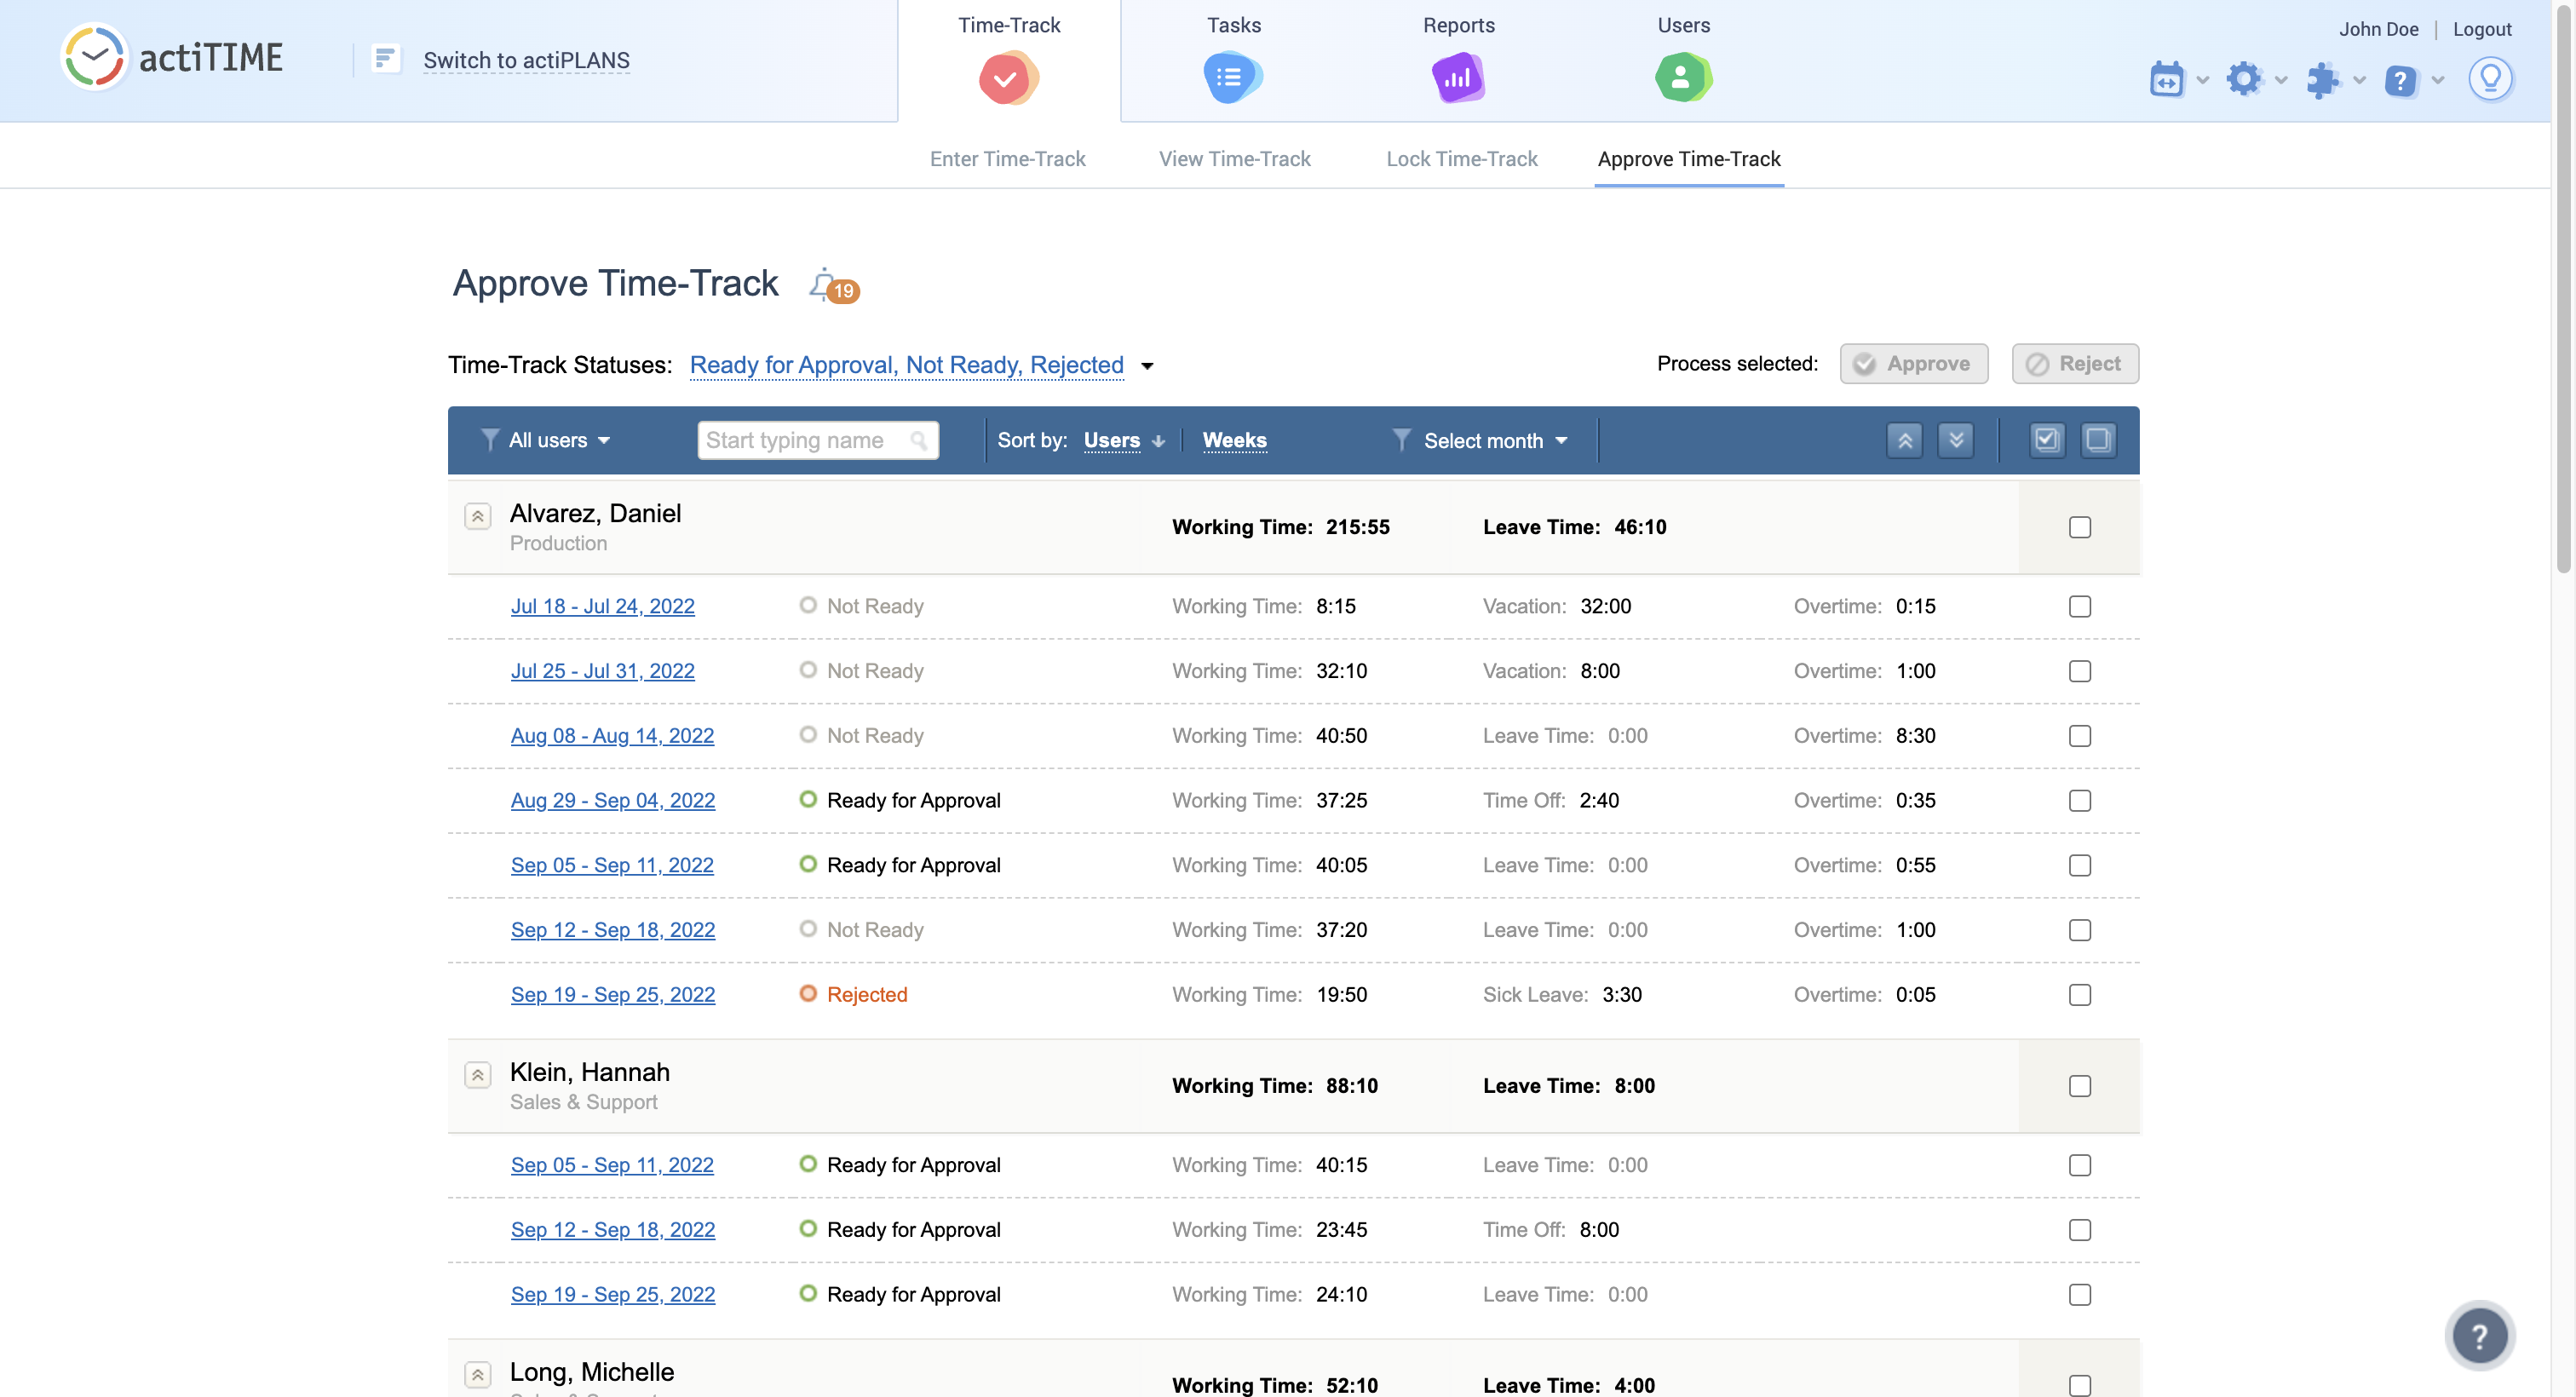 actiTIME
Switch to actiPLANS
Time-Track
Tasks
Reports
Users
John Doe
Logout
?
Enter Time-Track
View Time-Track
Lock Time-Track
Approve Time-Track
Approve Time-Track
19
Time-Track Statuses: Ready for Approval, Not Ready, Rejected
Process selected:
Approve
Reject
All users
Start typing name
Sort by: Users
Weeks
Select month
Alvarez, Daniel
Production
Working Time: 215:55
Leave Time: 46:10
Jul 18 - Jul 24, 2022 Not Ready Working Time: 8:15 Vacation: 32:00 Overtime: 0:15
Jul 25 - Jul 31, 2022 Not Ready Working Time: 32:10 Vacation: 8:00 Overtime: 1:00
Aug 08 - Aug 14, 2022 Not Ready Working Time: 40:50 Leave Time: 0:00 Overtime: 8:30
Aug 29 - Sep 04, 2022 Ready for Approval Working Time: 37:25 Time Off: 2:40 Overtime: 0:35
Sep 05 - Sep 11, 2022 Ready for Approval Working Time: 40:05 Leave Time: 0:00 Overtime: 0:55
Sep 12 - Sep 18, 2022 Not Ready Working Time: 37:20 Leave Time: 0:00 Overtime: 1:00
Sep 19 - Sep 25, 2022 Rejected Working Time: 19:50 Sick Leave: 3:30 Overtime: 0:05
Klein, Hannah
Sales & Support
Working Time: 88:10
Leave Time: 8:00
Sep 05 - Sep 11, 2022 Ready for Approval Working Time: 40:15 Leave Time: 0:00
Sep 12 - Sep 18, 2022 Ready for Approval Working Time: 23:45 Time Off: 8:00
Sep 19 - Sep 25, 2022 Ready for Approval Working Time: 24:10 Leave Time: 0:00
Long, Michelle
Working Time: 52:10
Leave Time: 4:00
?